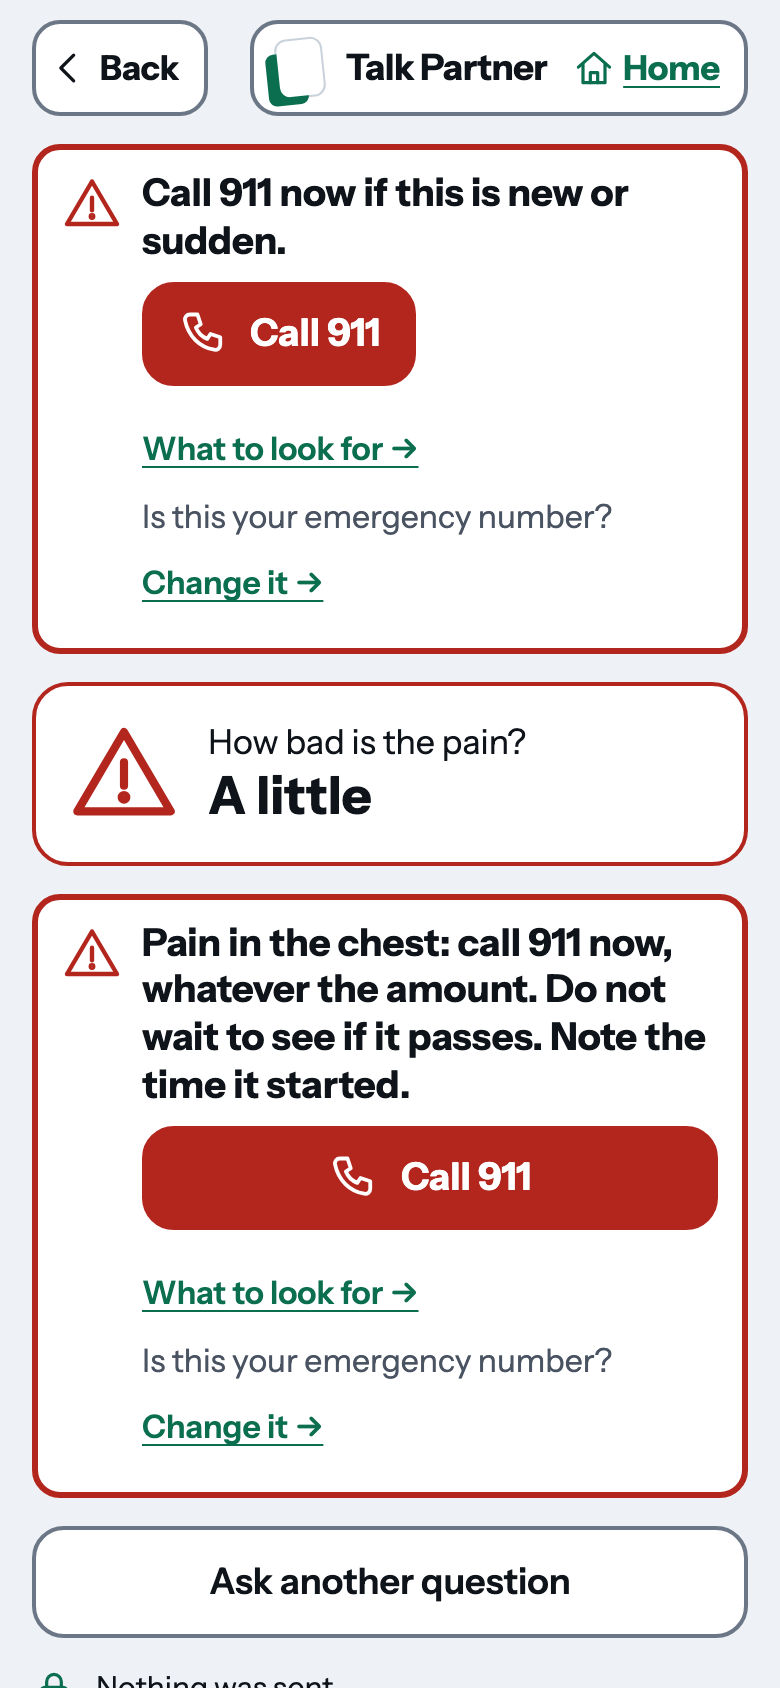 Back
Talk Partner
Home
Call 911 now if this is new or
sudden.
Call 911
What to look for →
Is this your emergency number?
Change it →
How bad is the pain?
A little
Pain in the chest: call 911 now,
whatever the amount. Do not
wait to see if it passes. Note the
time it started.
Call 911
What to look for →
Is this your emergency number?
Change it →
Ask another question
Nothing was sent